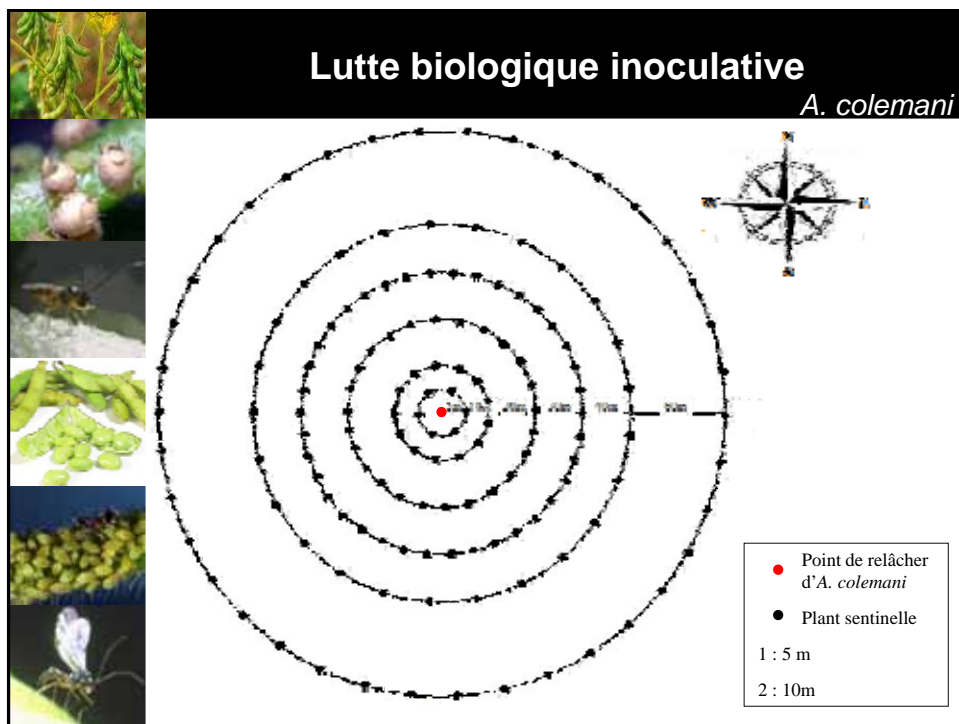 Lutte biologique inoculative
A. colemani
Point de relâcher
d'A. colemani
Plant sentinelle
1 : 5 m
2 : 10m